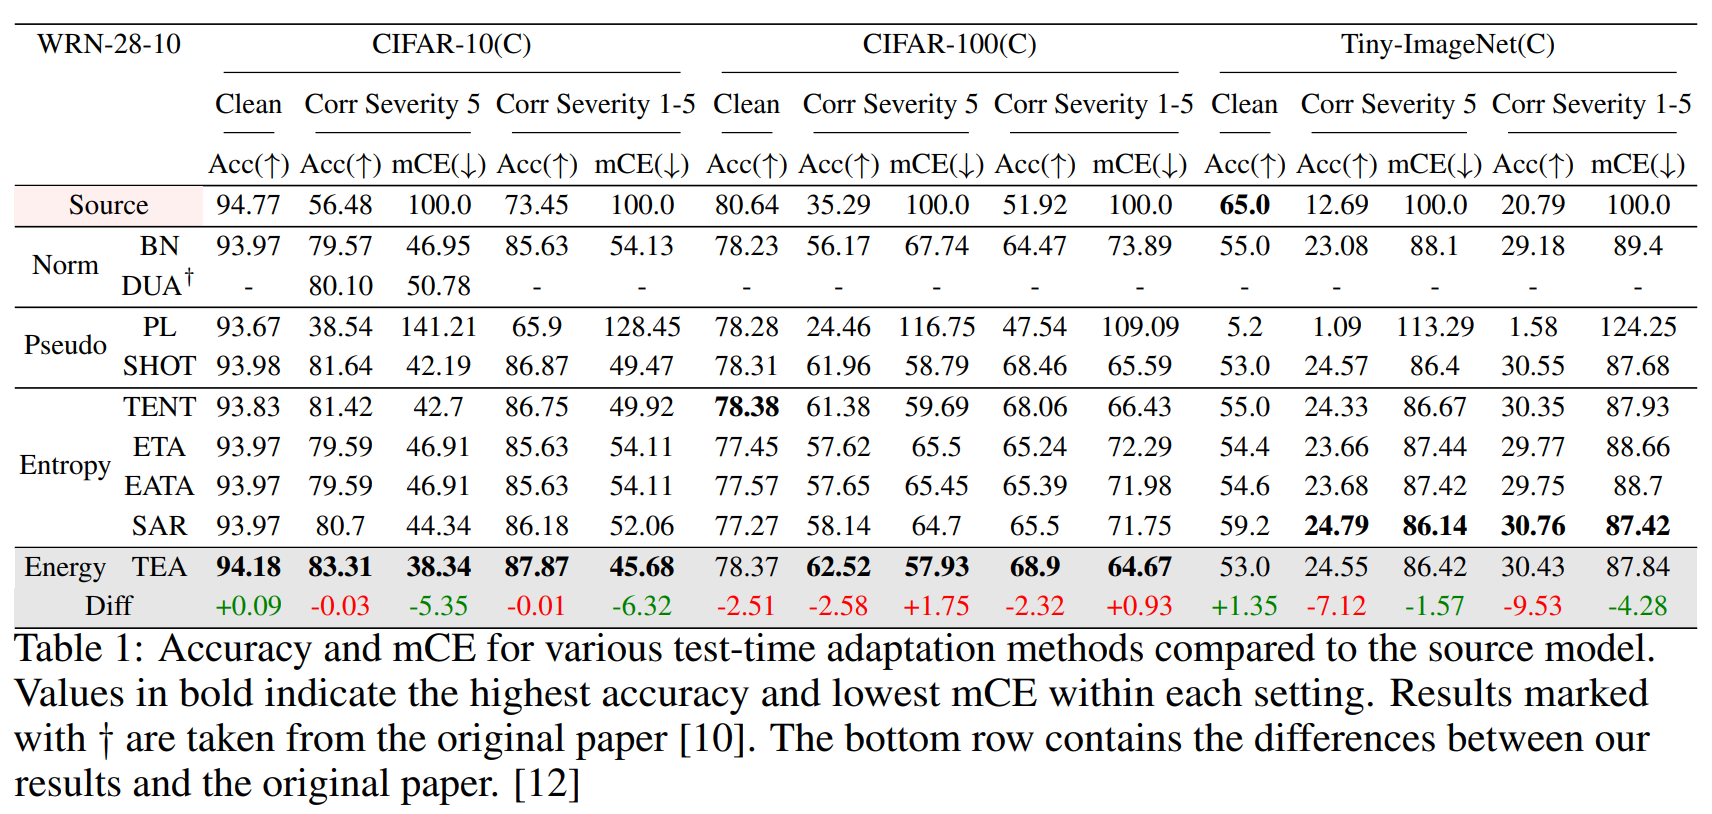 WRN-28-10 CIFAR-10(C) CIFAR-100(C) Tiny-ImageNet(C)
Clean Corr Severity 5 Corr Severity 1-5 Clean Corr Severity 5 Corr Severity 1-5 Clean Corr Severity 5 Corr Severity 1-5
Acc(↑) Acc(↑) mCE(↓) Acc(↑) mCE(↓) Acc(↑) Acc(↑) mCE(↓) Acc(↑) mCE(↓) Acc(↑) Acc(↑) mCE(↓) Acc(↑) mCE(↓)
Source 94.77 56.48 100.0 73.45 100.0 80.64 35.29 100.0 51.92 100.0 65.0 12.69 100.0 20.79 100.0
Norm BN 93.97 79.57 46.95 85.63 54.13 78.23 56.17 67.74 64.47 73.89 55.0 23.08 88.1 29.18 89.4
DUA† - 80.10 50.78 - - - - - - - - - - - -
Pseudo PL 93.67 38.54 141.21 65.9 128.45 78.28 24.46 116.75 47.54 109.09 5.2 1.09 113.29 1.58 124.25
SHOT 93.98 81.64 42.19 86.87 49.47 78.31 61.96 58.79 68.46 65.59 53.0 24.57 86.4 30.55 87.68
Entropy TENT 93.83 81.42 42.7 86.75 49.92 78.38 61.38 59.69 68.06 66.43 55.0 24.33 86.67 30.35 87.93
ETA 93.97 79.59 46.91 85.63 54.11 77.45 57.62 65.5 65.24 72.29 54.4 23.66 87.44 29.77 88.66
EATA 93.97 79.59 46.91 85.63 54.11 77.57 57.65 65.45 65.39 71.98 54.6 23.68 87.42 29.75 88.7
SAR 93.97 80.7 44.34 86.18 52.06 77.27 58.14 64.7 65.5 71.75 59.2 24.79 86.14 30.76 87.42
Energy TEA 94.18 83.31 38.34 87.87 45.68 78.37 62.52 57.93 68.9 64.67 53.0 24.55 86.42 30.43 87.84
Diff +0.09 -0.03 -5.35 -0.01 -6.32 -2.51 -2.58 +1.75 -2.32 +0.93 +1.35 -7.12 -1.57 -9.53 -4.28
Table 1: Accuracy and mCE for various test-time adaptation methods compared to the source model.
Values in bold indicate the highest accuracy and lowest mCE within each setting. Results marked
with † are taken from the original paper [10]. The bottom row contains the differences between our
results and the original paper. [12]